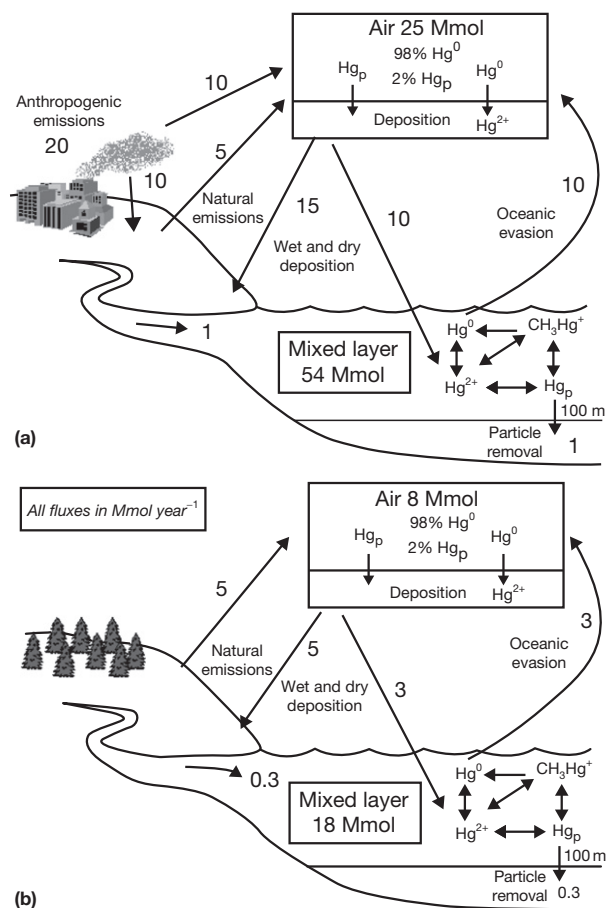 Air 25 Mmol
98% Hg⁰
Hgₚ
2% Hgₚ
Hg⁰
Deposition
Hg²⁺
Anthropogenic
emissions
20
10
10
5
Natural
emissions
15
Wet and dry
deposition
10
Oceanic
evasion
10
1
Mixed layer
54 Mmol
Hg⁰
CH₃Hg⁺
Hg²⁺
Hgₚ
100 m
Particle
removal
1
(a)
All fluxes in Mmol year⁻¹
Air 8 Mmol
98% Hg⁰
Hgₚ
2% Hgₚ
Hg⁰
Deposition
Hg²⁺
5
Natural
emissions
5
Wet and dry
deposition
3
Oceanic
evasion
3
0.3
Mixed layer
18 Mmol
Hg⁰
CH₃Hg⁺
Hg²⁺
Hgₚ
100 m
Particle
removal
0.3
(b)